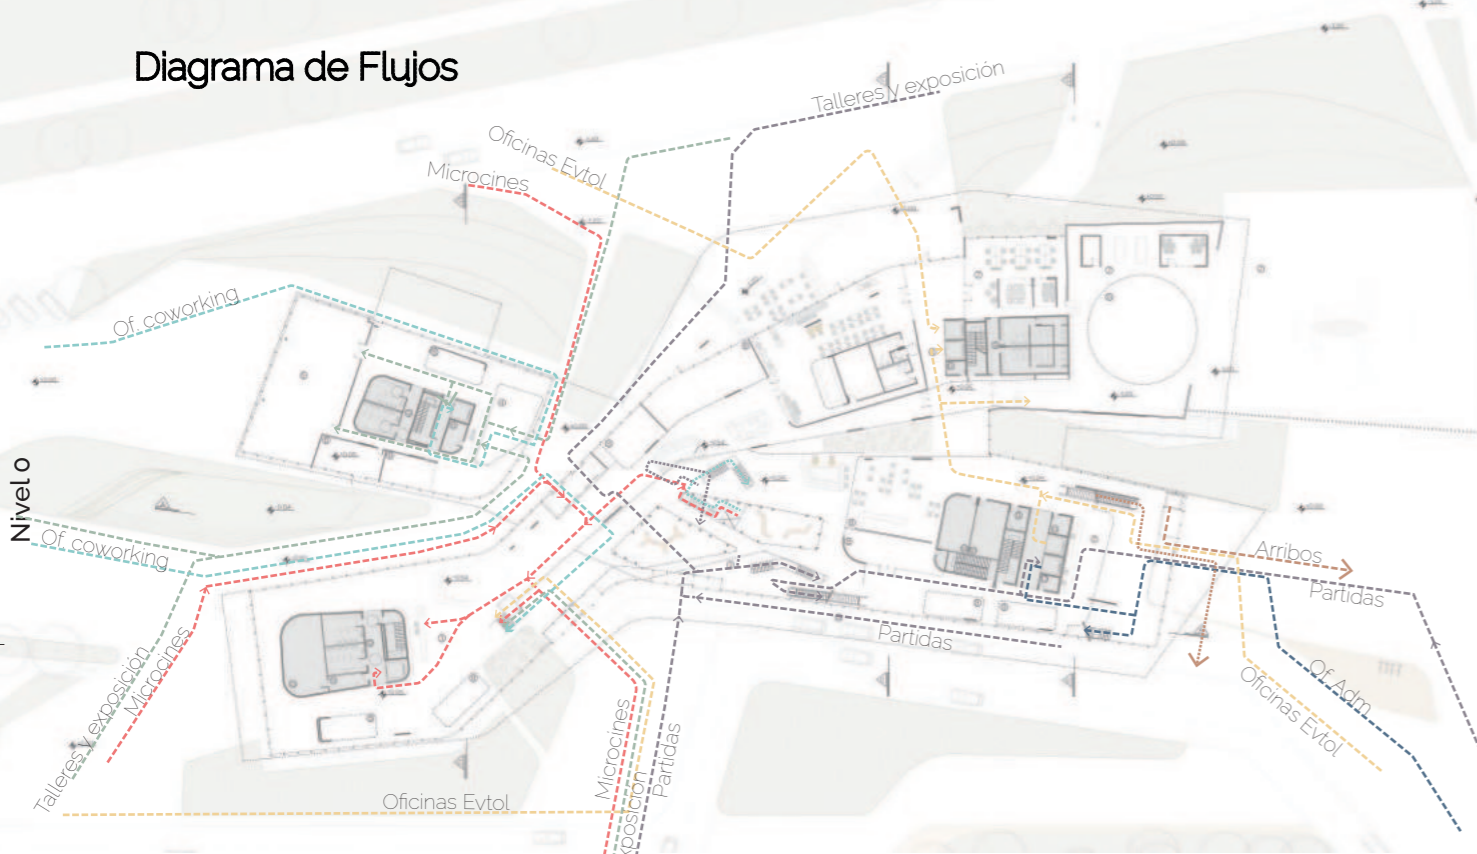 Diagrama de Flujos
Talleres y exposición
Oficinas Evtol
Microcines
Of. coworking
Nivel 0
Of. coworking
Arribos
Partidas
Partidas
Talleres y exposición
Microcines
Oficinas Evtol
Of. Adm
Microcines
Partidas
Oficinas Evtol
xposición